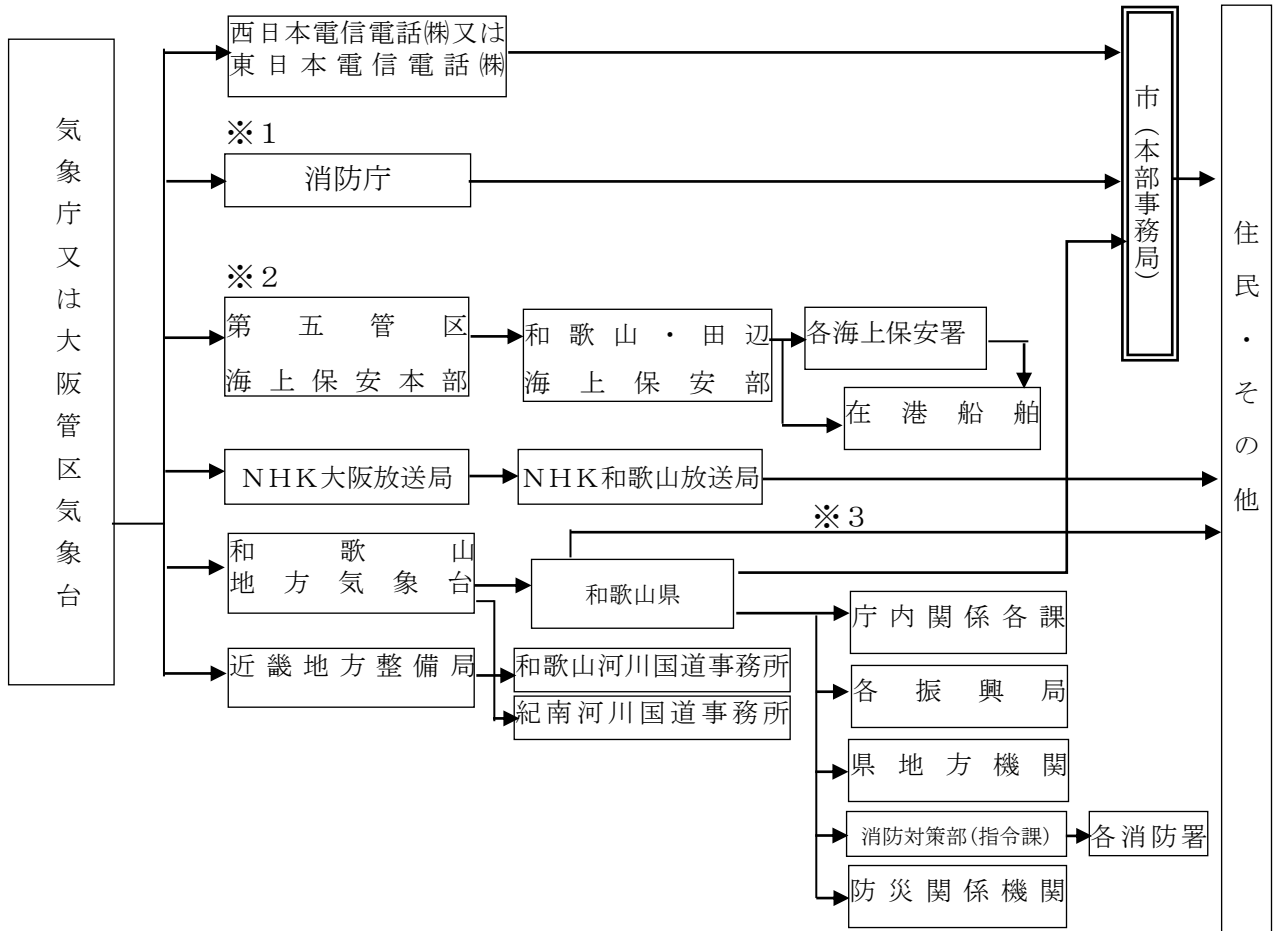 気象庁又は大阪管区気象台
西日本電信電話㈱又は
東日本電信電話㈱
※1
消防庁
※2
第五管区
海上保安本部
和歌山・田辺
海上保安部
各海上保安署
在港船舶
NHK大阪放送局
NHK和歌山放送局
※3
和歌山
地方気象台
和歌山県
近畿地方整備局
和歌山河川国道事務所
紀南河川国道事務所
庁内関係各課
各振興局
県地方機関
消防対策部(指令課)
各消防署
防災関係機関
市(本部事務局)
住民・その他